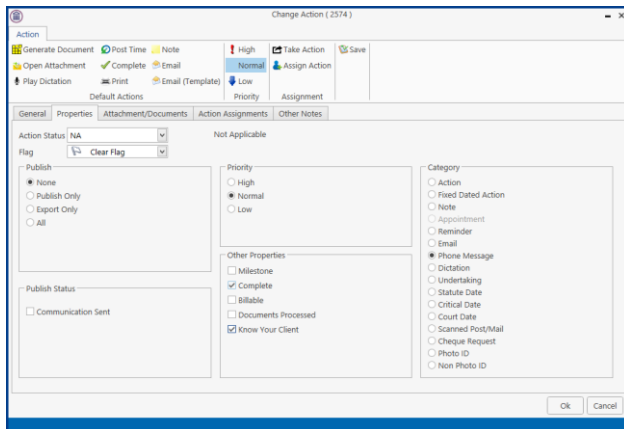 Change Action ( 2574 )
Action
Generate Document Post Time Note High Take Action Save
Open Attachment Complete Email Normal Assign Action
Play Dictation Print Email (Template) Low
Default Actions Priority Assignment
General Properties Attachment/Documents Action Assignments Other Notes
Action Status NA Not Applicable
Flag Clear Flag
Publish
None
Publish Only
Export Only
All
Publish Status
Communication Sent
Priority
High
Normal
Low
Other Properties
Milestone
Complete
Billable
Documents Processed
Know Your Client
Category
Action
Fixed Dated Action
Note
Appointment
Reminder
Email
Phone Message
Dictation
Undertaking
Statute Date
Critical Date
Court Date
Scanned Post/Mail
Cheque Request
Photo ID
Non Photo ID
Ok Cancel